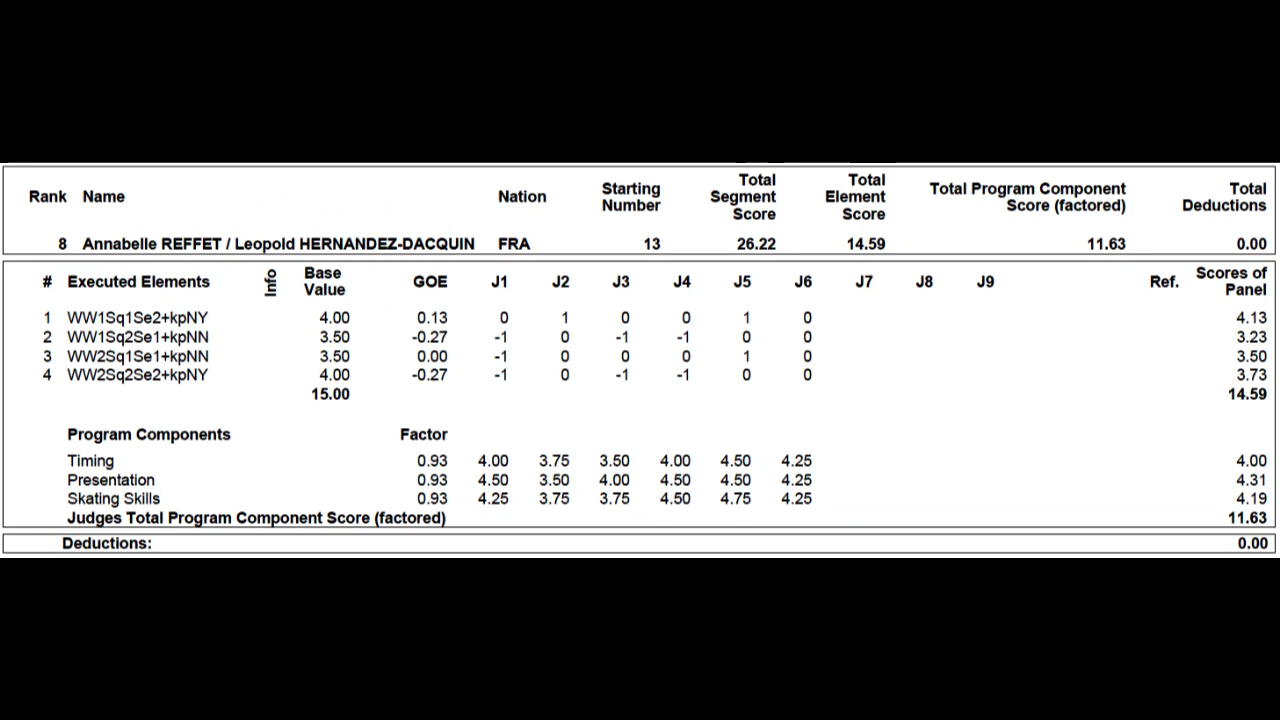 Rank Name Nation Starting Number Total Segment Score Total Element Score Total Program Component Score (factored) Total Deductions
8 Annabelle REFFET / Leopold HERNANDEZ-DACQUIN FRA 13 26.22 14.59 11.63 0.00
# Executed Elements Info Base Value GOE J1 J2 J3 J4 J5 J6 J7 J8 J9 Ref. Scores of Panel
1 WW1Sq1Se2+kpNY 4.00 0.13 0 1 0 0 1 0 4.13
2 WW1Sq2Se1+kpNN 3.50 -0.27 -1 0 -1 -1 0 0 3.23
3 WW2Sq1Se1+kpNN 3.50 0.00 -1 0 0 0 1 0 3.50
4 WW2Sq2Se2+kpNY 4.00 -0.27 -1 0 -1 -1 0 0 3.73
15.00 14.59
Program Components Factor
Timing 0.93 4.00 3.75 3.50 4.00 4.50 4.25 4.00
Presentation 0.93 4.50 3.50 4.00 4.50 4.50 4.25 4.31
Skating Skills 0.93 4.25 3.75 3.75 4.50 4.75 4.25 4.19
Judges Total Program Component Score (factored) 11.63
Deductions: 0.00